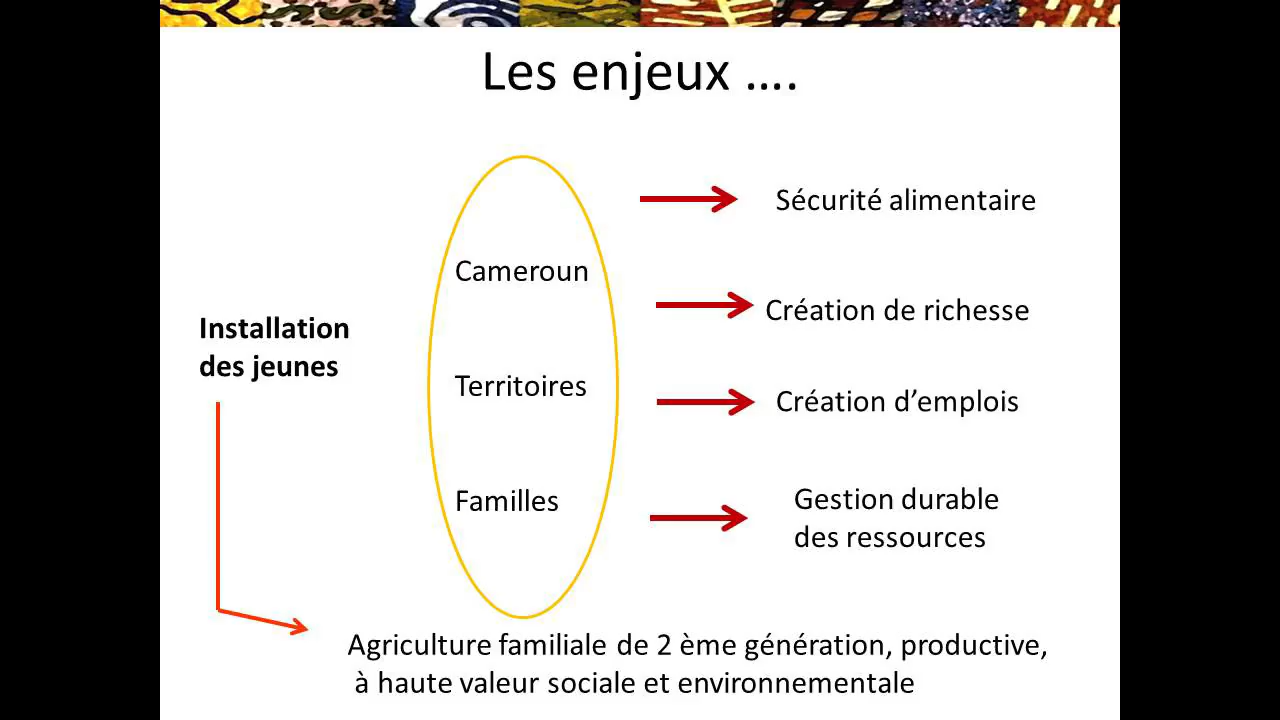 Les enjeux ....
Sécurité alimentaire
Cameroun
Création de richesse
Installation
des jeunes
Territoires
Création d’emplois
Familles
Gestion durable
des ressources
Agriculture familiale de 2 ème génération, productive,
à haute valeur sociale et environnementale